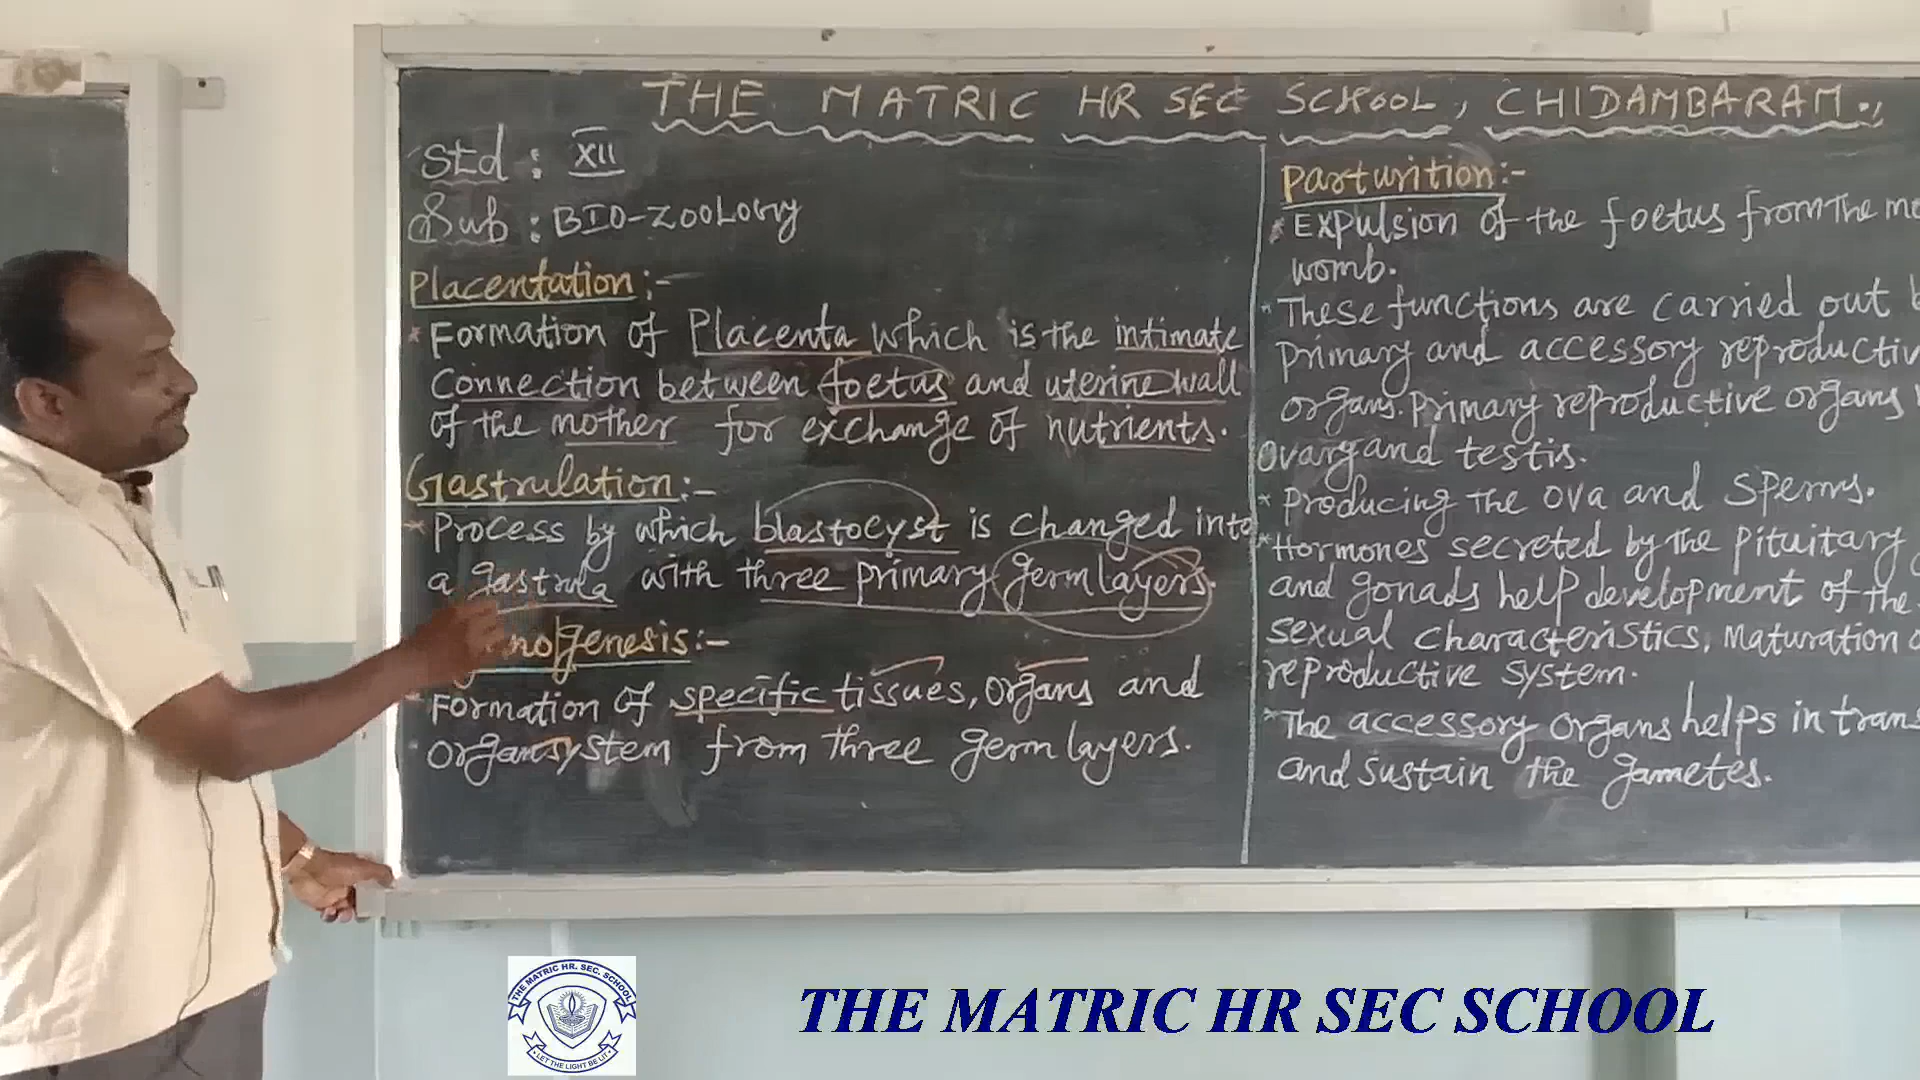 THE MATRIC HR SEC SCHOOL, CHIDAMBARAM.,
Std : XII
Sub : BIO-ZOOLOGY
Placentation:-
* Formation of Placenta which is the intimate
Connection between foetus and uterine wall
of the mother for exchange of nutrients.
Gastrulation:-
* Process by which blastocyst is changed into
a gastrula with three primary germ layers.
nogenesis:-
* Formation of specific tissues, organs and
organsystem from three germ layers.
Parturition:-
* Expulsion of the foetus from the
womb.
* These functions are carried out
primary and accessory reproductiv
organs. primary reproductive organs
Ovary and testis.
* Producing the ova and sperms.
* Hormones secreted by the pituitary
and gonads help development of the
sexual characteristics, maturation
reproductive system.
* The accessory organs helps in trans
and sustain the gametes.
THE MATRIC HR. SEC. SCHOOL
LET THE LIGHT BE LIT
THE MATRIC HR SEC SCHOOL